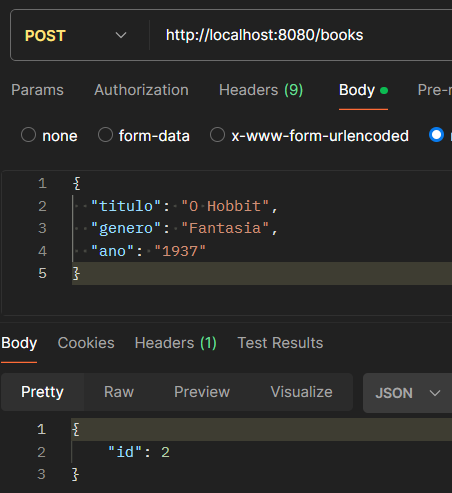 POST http://localhost:8080/books
Params Authorization Headers (9) Body Pre-r
none form-data x-www-form-urlencoded
1 {
2 "titulo": "O Hobbit",
3 "genero": "Fantasia",
4 "ano": "1937"
5 }
Body Cookies Headers (1) Test Results
Pretty Raw Preview Visualize JSON
1 {
2 "id": 2
3 }